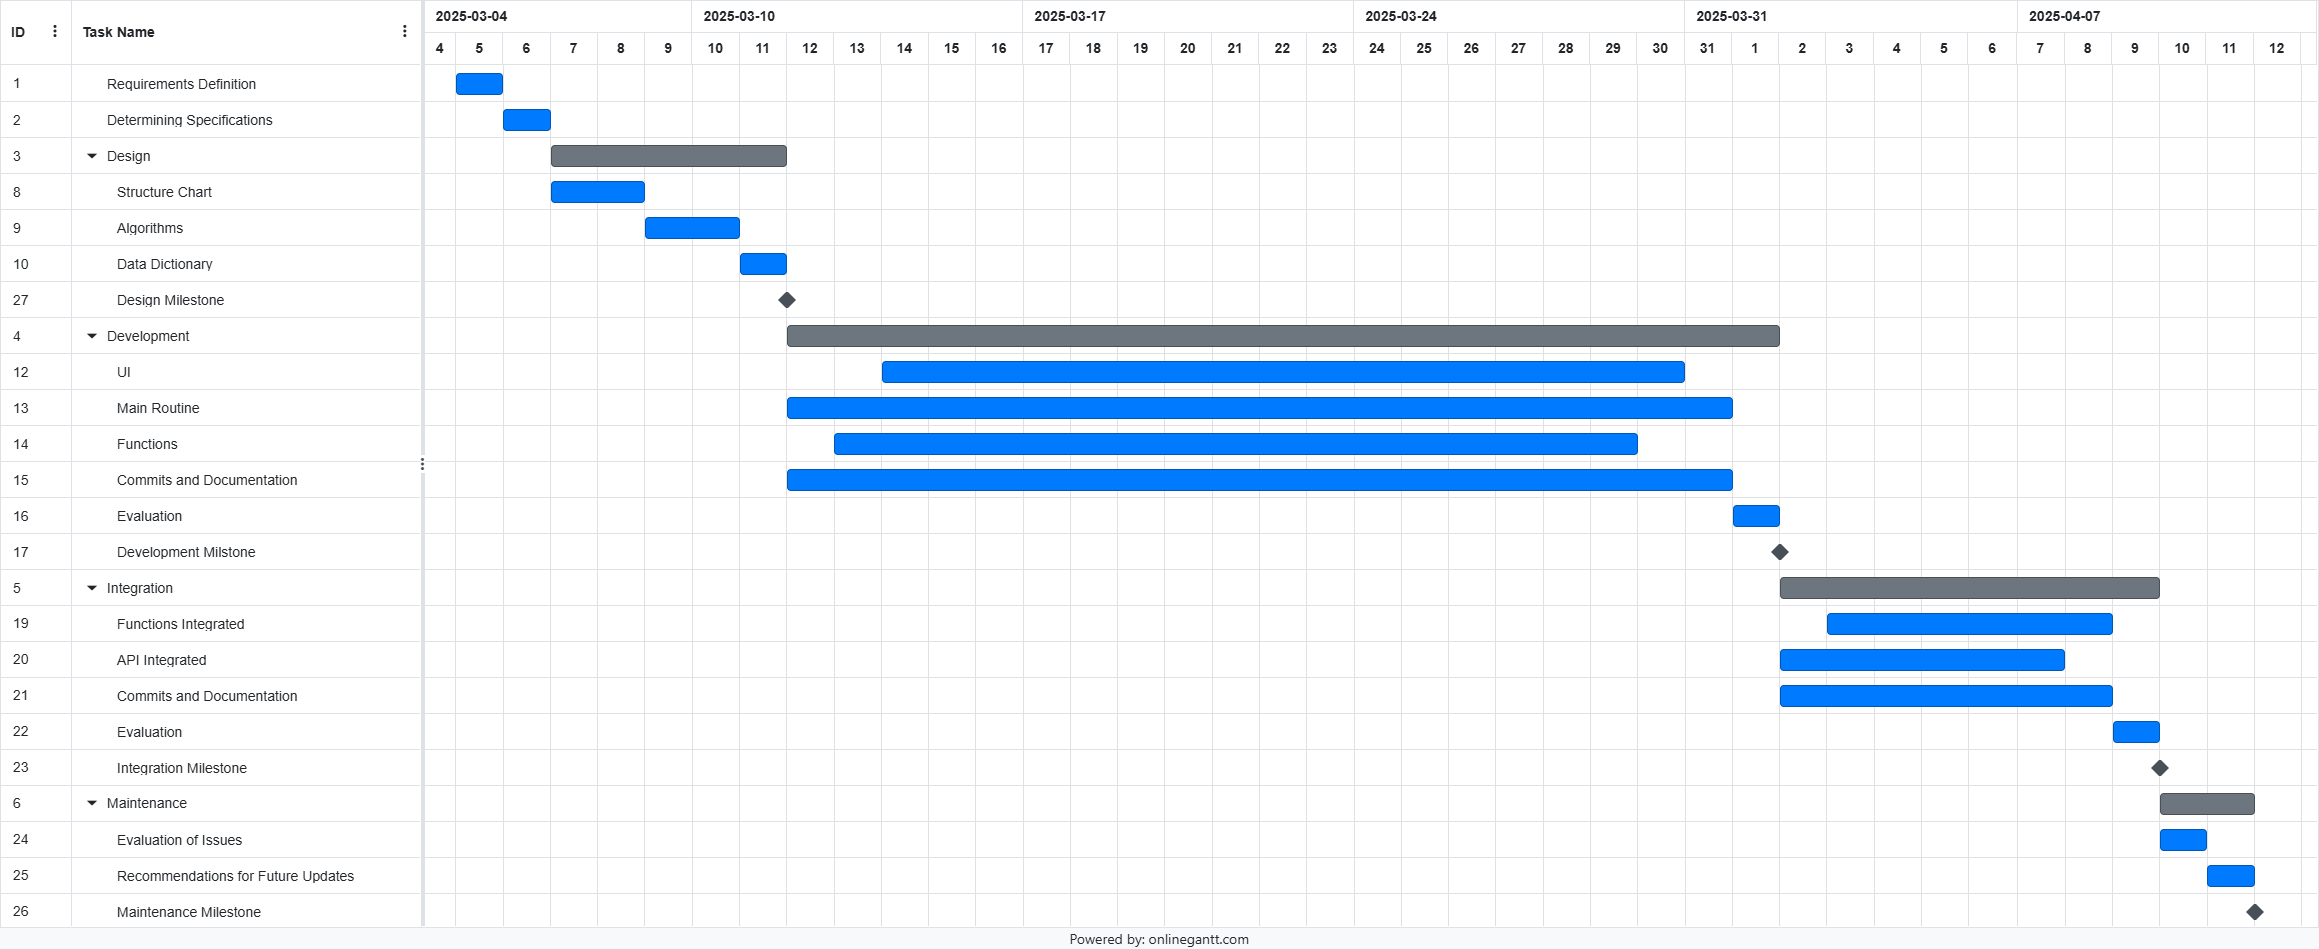 ID Task Name 2025-03-04 2025-03-10 2025-03-17 2025-03-24 2025-03-31 2025-04-07
4 5 6 7 8 9 10 11 12 13 14 15 16 17 18 19 20 21 22 23 24 25 26 27 28 29 30 31 1 2 3 4 5 6 7 8 9 10 11 12
1 Requirements Definition
2 Determining Specifications
3 Design
8 Structure Chart
9 Algorithms
10 Data Dictionary
27 Design Milestone
4 Development
12 UI
13 Main Routine
14 Functions
15 Commits and Documentation
16 Evaluation
17 Development Milstone
5 Integration
19 Functions Integrated
20 API Integrated
21 Commits and Documentation
22 Evaluation
23 Integration Milestone
6 Maintenance
24 Evaluation of Issues
25 Recommendations for Future Updates
26 Maintenance Milestone
Powered by: onlinegantt.com